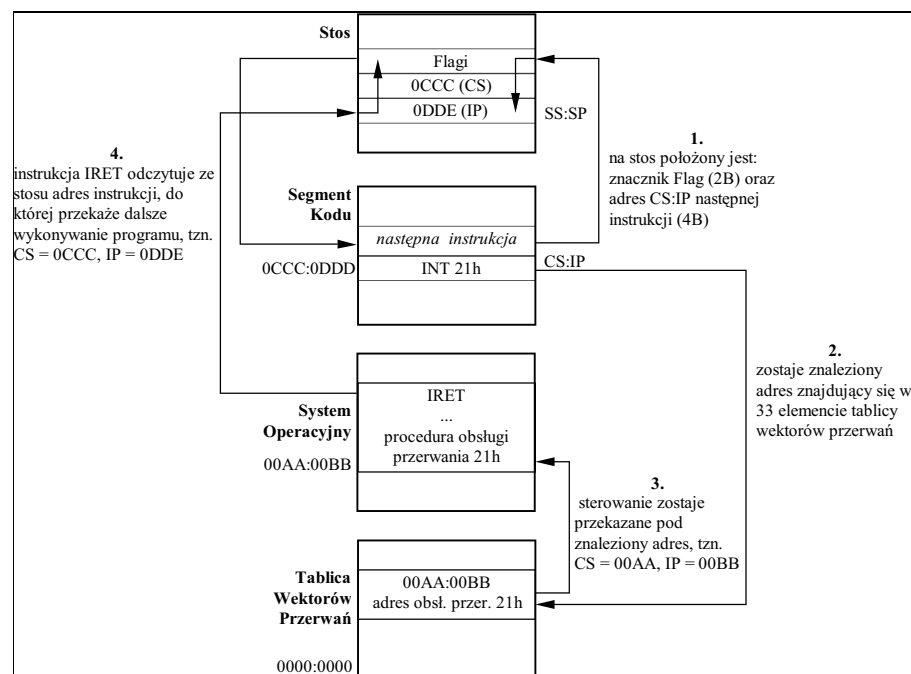 Stos
Flagi
0CCC (CS)
0DDE (IP)
SS:SP
1.
na stos położony jest:
znacznik Flag (2B) oraz
adres CS:IP następnej
instrukcji (4B)
4.
instrukcja IRET odczytuje ze
stosu adres instrukcji, do
której przekaże dalsze
wykonywanie programu, tzn.
CS = 0CCC, IP = 0DDE
Segment
Kodu
następna instrukcja
0CCC:0DDD
INT 21h
CS:IP
2.
zostaje znaleziony
adres znajdujący się w
33 elemencie tablicy
wektorów przerwań
System
Operacyjny
00AA:00BB
IRET
...
procedura obsługi
przerwania 21h
3.
sterowanie zostaje
przekazane pod
znaleziony adres, tzn.
CS = 00AA, IP = 00BB
Tablica
Wektorów
Przerwań
00AA:00BB
adres obsł. przer. 21h
0000:0000